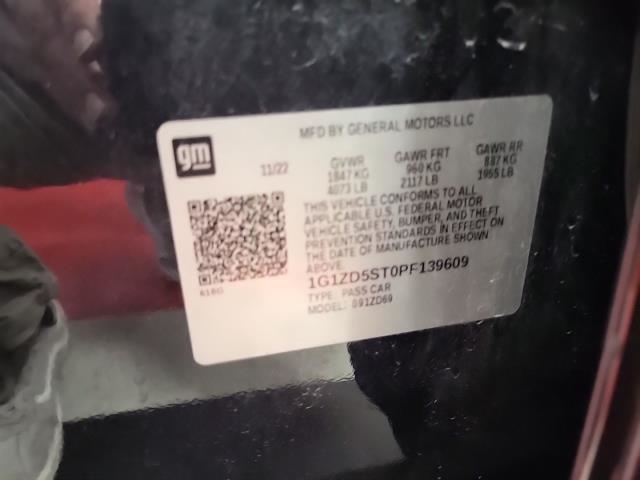 MFD BY GENERAL MOTORS LLC
gm
11/22
GVWR
1847 KG
4073 LB
GAWR FRT
960 KG
2117 LB
GAWR RR
887 KG
1955 LB
THIS VEHICLE CONFORMS TO ALL
APPLICABLE U.S. FEDERAL MOTOR
VEHICLE SAFETY, BUMPER, AND THEFT
PREVENTION STANDARDS IN EFFECT ON
THE DATE OF MANUFACTURE SHOWN
ABOVE.
1G1ZD5ST0PF139609
TYPE: PASS CAR
MODEL: